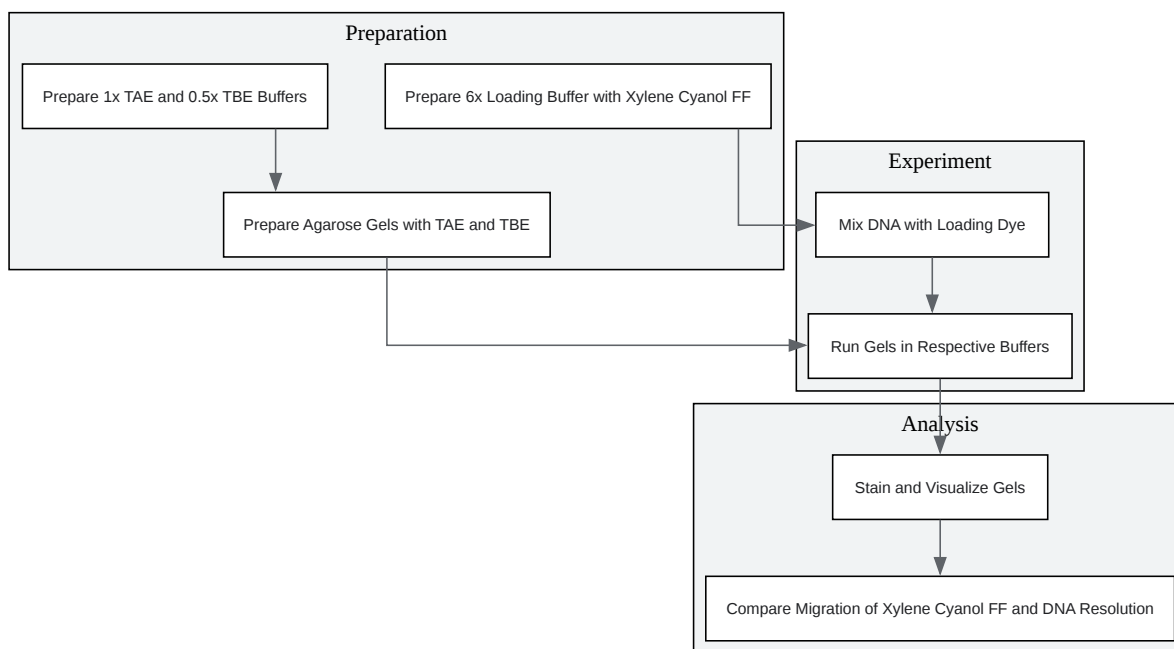 Preparation
Prepare 1x TAE and 0.5x TBE Buffers
Prepare 6x Loading Buffer with Xylene Cyanol FF
Prepare Agarose Gels with TAE and TBE
Experiment
Mix DNA with Loading Dye
Run Gels in Respective Buffers
Analysis
Stain and Visualize Gels
Compare Migration of Xylene Cyanol FF and DNA Resolution